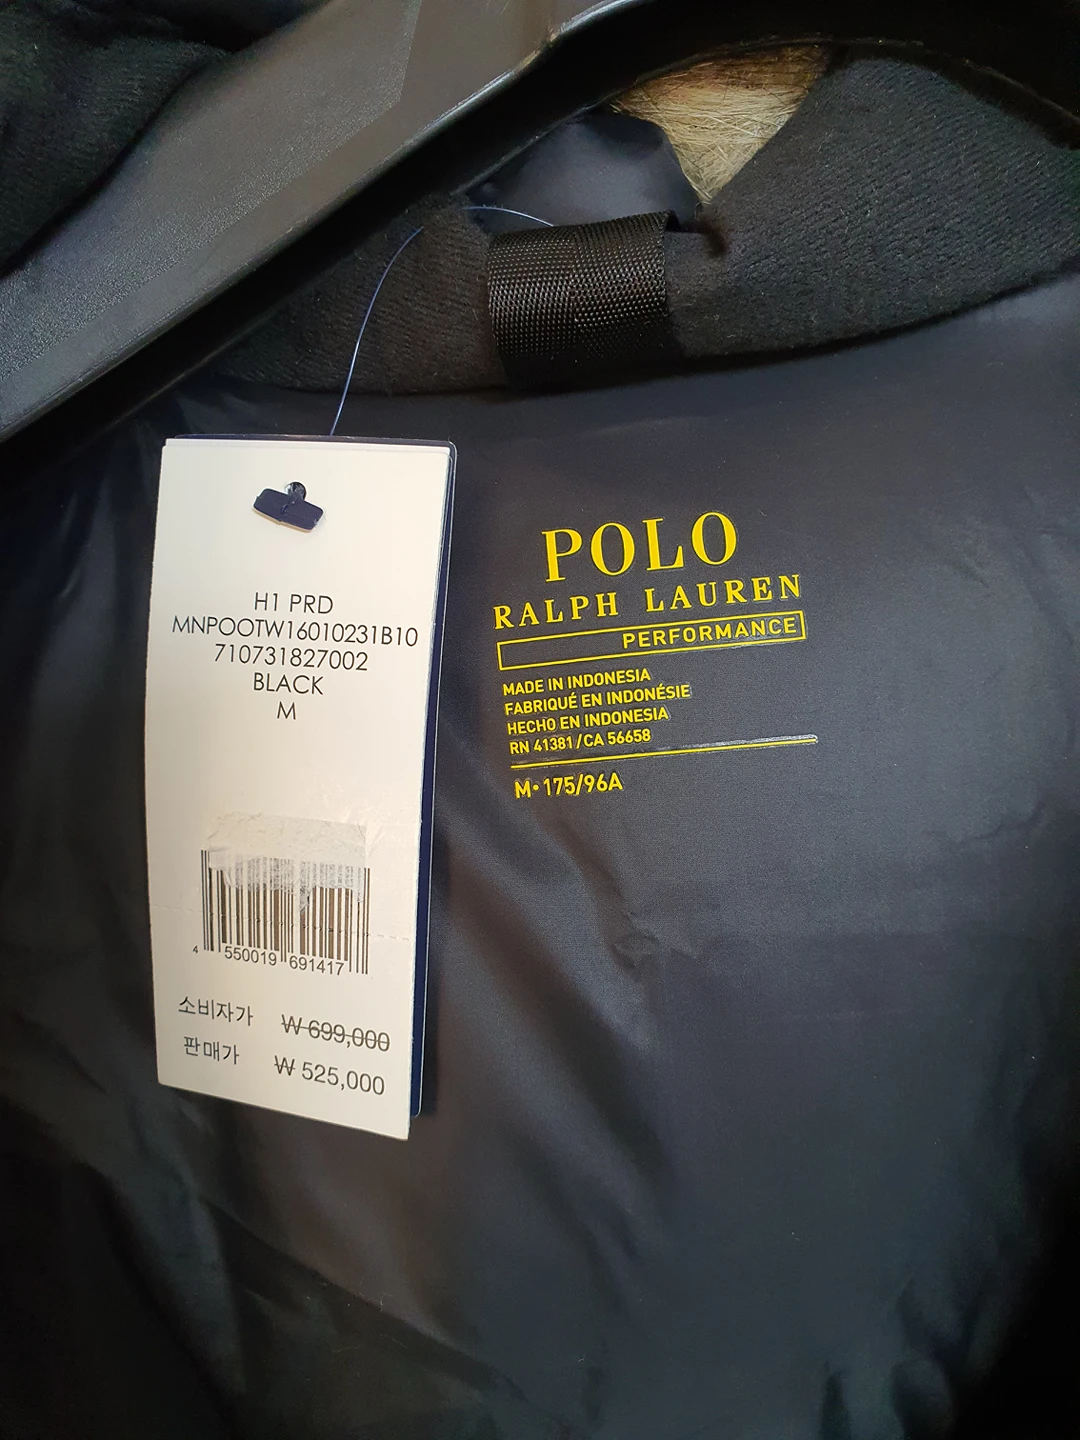 H1 PRD
MNPOOTW16010231B10
710731827002
BLACK
M
4 550019 691417
소비자가 ₩ 699,000
판매가 ₩ 525,000
POLO
RALPH LAUREN
PERFORMANCE
MADE IN INDONESIA
FABRIQUÉ EN INDONÉSIE
HECHO EN INDONESIA
RN 41381/CA 56658
M•175/96A